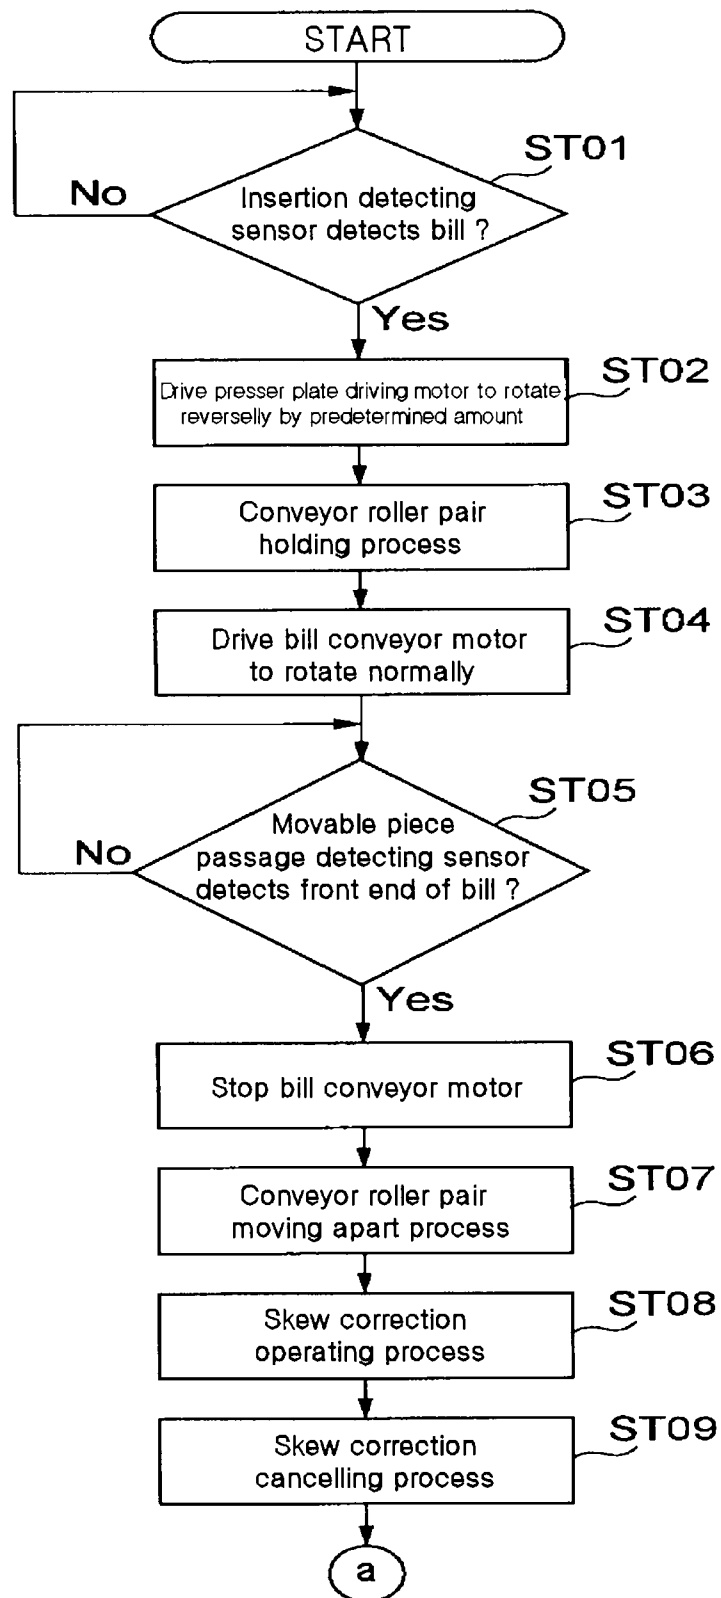 START
ST01
No
Insertion detecting
sensor detects bill ?
Yes
ST02
Drive presser plate driving motor to rotate
reverselly by predetermined amount
ST03
Conveyor roller pair
holding process
ST04
Drive bill conveyor motor
to rotate normally
ST05
No
Movable piece
passage detecting sensor
detects front end of bill ?
Yes
ST06
Stop bill conveyor motor
ST07
Conveyor roller pair
moving apart process
ST08
Skew correction
operating process
ST09
Skew correction
cancelling process
a